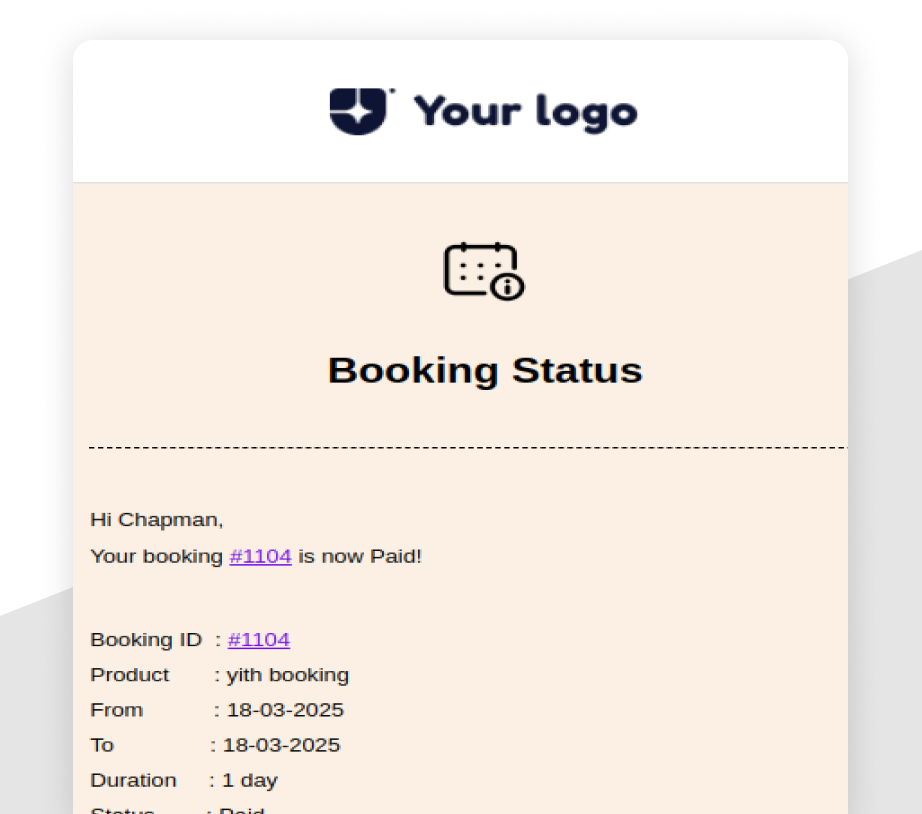 Your logo
Booking Status
Hi Chapman,
Your booking #1104 is now Paid!
Booking ID : #1104
Product : yith booking
From : 18-03-2025
To : 18-03-2025
Duration : 1 day
Status : Paid